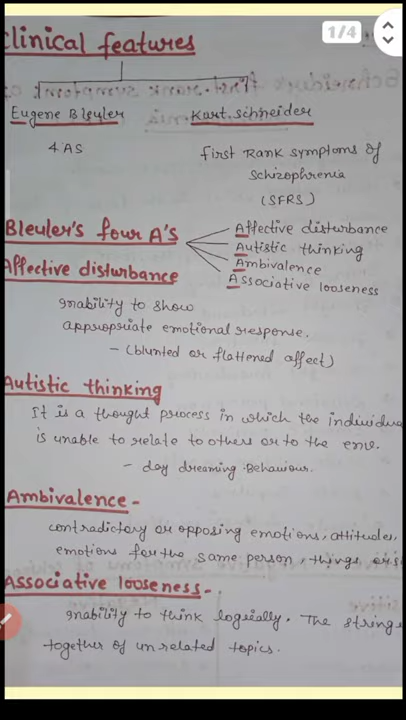 1/4
Clinical features
Eugene Bleuler Kurt.schneider
4 AS first Rank symptoms of
schizophrenia
(SFRS)
Bleuler's four A's
Affective disturbance
Autistic thinking
Ambivalence
Associative looseness
Affective disturbance
Inability to show
appropriate emotional response.
- (blunted or flattened affect)
Autistic thinking
It is a thought process in which the individua
is unable to relate to others or to the env.
- day dreaming Behaviour.
Ambivalence -
contradictory or opposing emotions, attitudes,
emotions for the same person, things or
Associative looseness -
Inability to think logically. The string
together of unrelated topics.